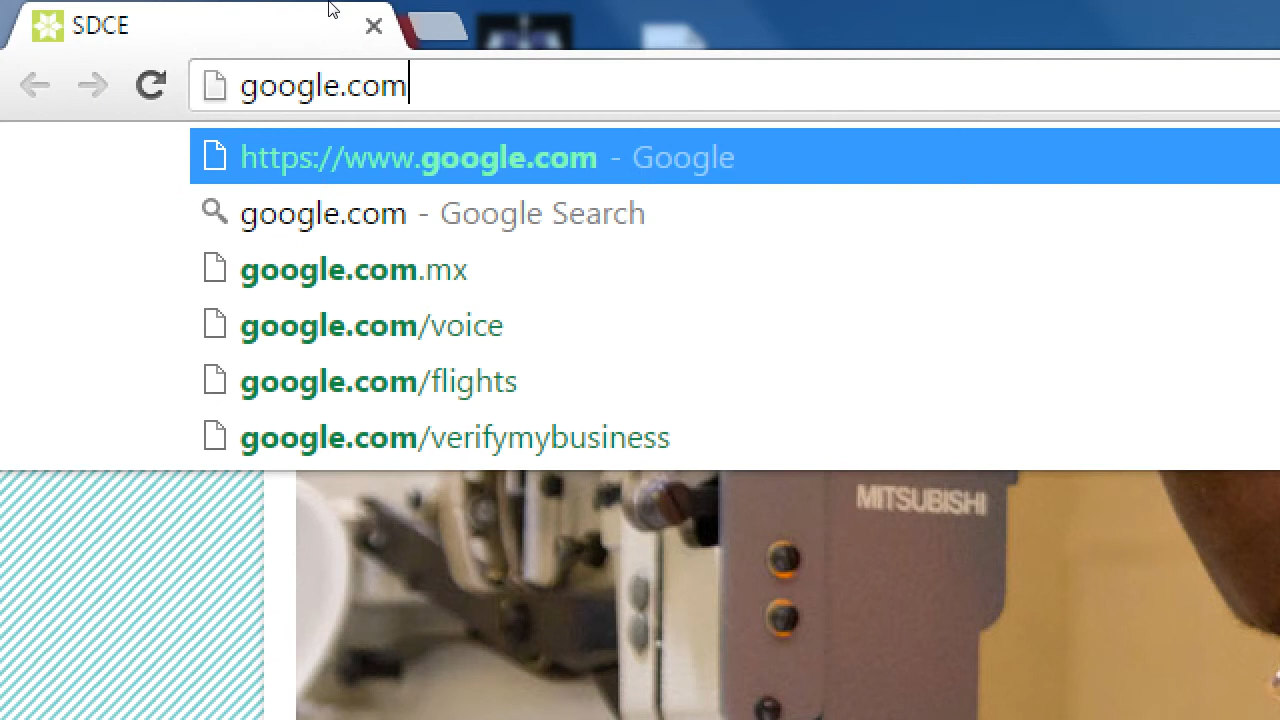 SDCE
google.com
https://www.google.com - Google
google.com - Google Search
google.com.mx
google.com/voice
google.com/flights
google.com/verifymybusiness
MITSUBISHI